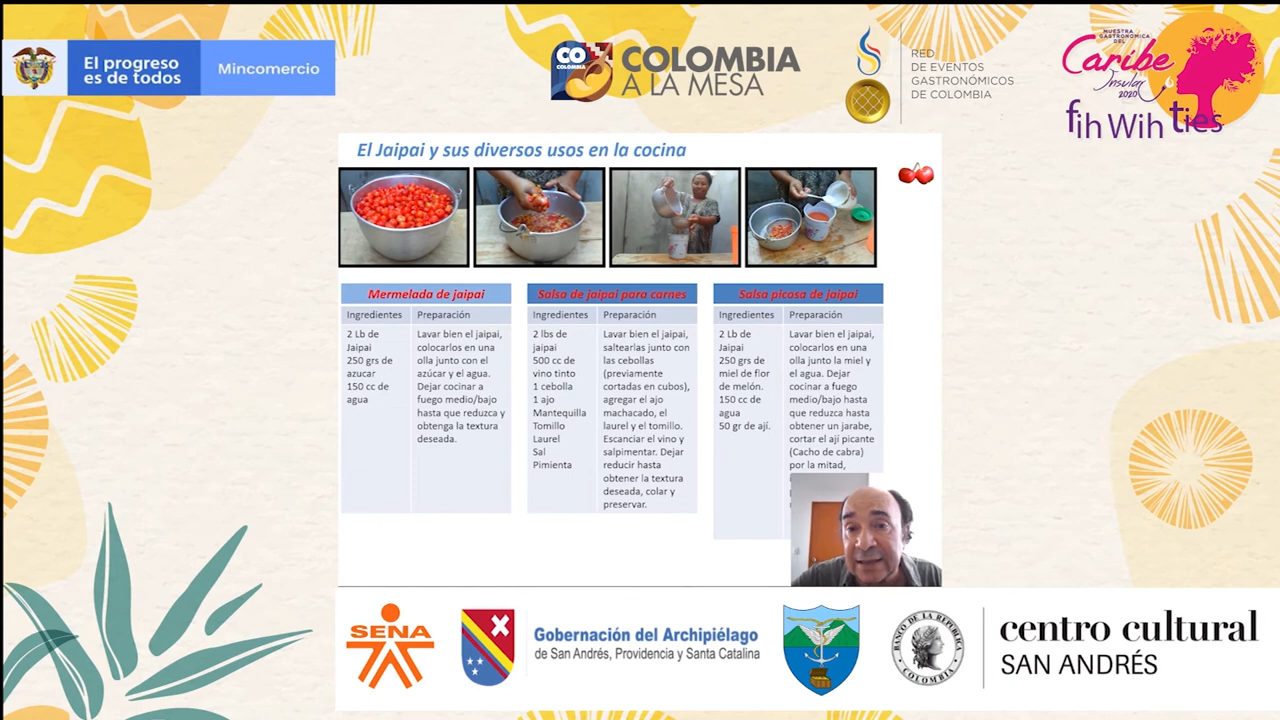 El progreso
es de todos
Mincomercio
CO
COLOMBIA
COLOMBIA
A LA MESA
RED
DE EVENTOS
GASTRONÓMICOS
DE COLOMBIA
MUESTRA
GASTRONÓMICA
DEL
Caribe
Insular
2020
fih Wih ties
El Jaipai y sus diversos usos en la cocina
Mermelada de jaipai
Ingredientes
Preparación
2 Lb de
Jaipai
250 grs de
azucar
150 cc de
agua
Lavar bien el jaipai,
colocarlos en una
olla junto con el
azúcar y el agua.
Dejar cocinar a
fuego medio/bajo
hasta que reduzca y
obtenga la textura
deseada.
Salsa de jaipai para carnes
Ingredientes
Preparación
2 lbs de
jaipai
500 cc de
vino tinto
1 cebolla
1 ajo
Mantequilla
Tomillo
Laurel
Sal
Pimienta
Lavar bien el jaipai,
saltearlas junto con
las cebollas
(previamente
cortadas en cubos),
agregar el ajo
machacado, el
laurel y el tomillo.
Escanciar el vino y
salpimentar. Dejar
reducir hasta
obtener la textura
deseada, colar y
preservar.
Salsa picosa de jaipai
Ingredientes
Preparación
2 Lb de
Jaipai
250 grs de
miel de flor
de melón.
150 cc de
agua
50 gr de ají.
Lavar bien el jaipai,
colocarlos en una
olla junto la miel y
el agua. Dejar
cocinar a fuego
medio/bajo hasta
que reduzca hasta
obtener un jarabe,
cortar el ají picante
(Cacho de cabra)
por la mitad,
SENA
Gobernación del Archipiélago
de San Andrés, Providencia y Santa Catalina
BANCO DE LA REPÚBLICA
COLOMBIA
centro cultural
SAN ANDRÉS